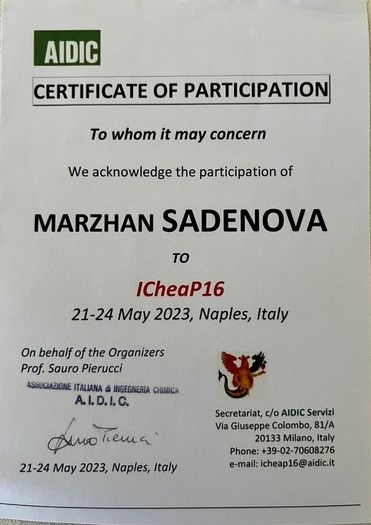 AIDIC
CERTIFICATE OF PARTICIPATION
To whom it may concern
We acknowledge the participation of
MARZHAN SADENOVA
TO
ICheaP16
21-24 May 2023, Naples, Italy
On behalf of the Organizers
Prof. Sauro Pierucci
ASSOCIAZIONE ITALIANA di INGEGNERIA CHIMICA
A.I.D.I.C.
21-24 May 2023, Naples, Italy
Secretariat, c/o AIDIC Servizi
Via Giuseppe Colombo, 81/A
20133 Milano, Italy
Phone: +39-02-70608276
e-mail: icheap16@aidic.it